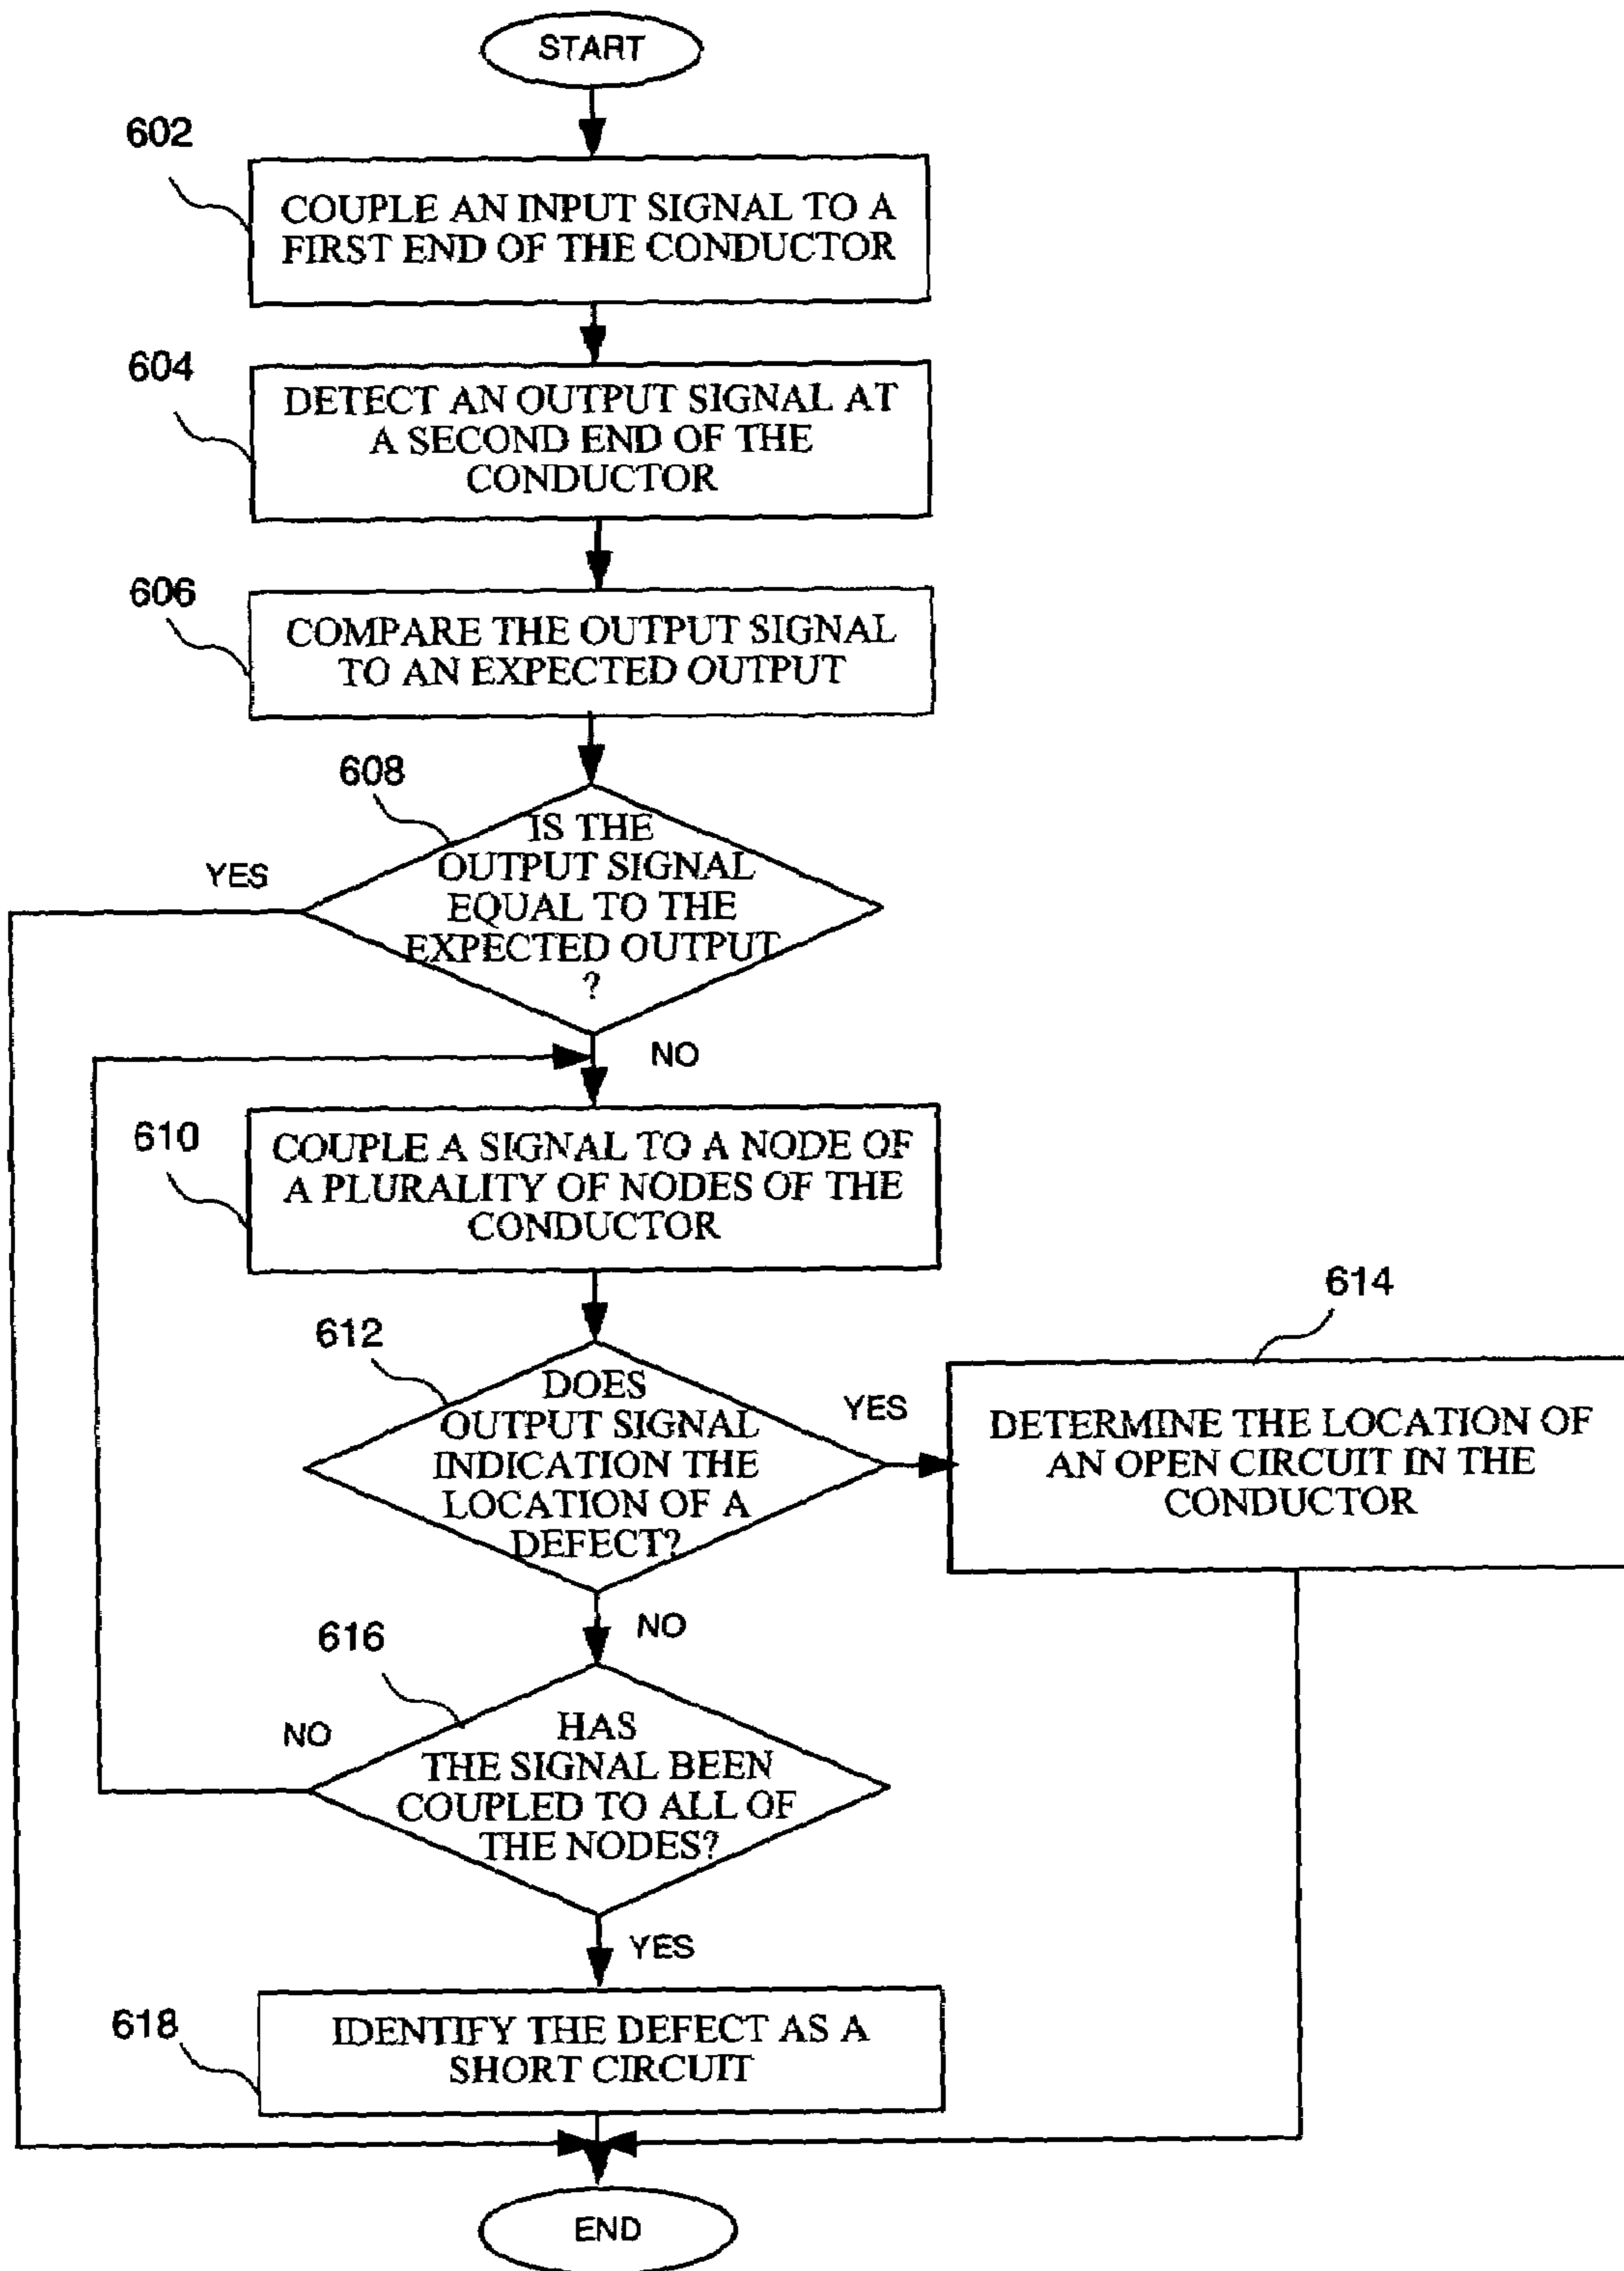 START
602
COUPLE AN INPUT SIGNAL TO A
FIRST END OF THE CONDUCTOR
604
DETECT AN OUTPUT SIGNAL AT
A SECOND END OF THE
CONDUCTOR
606
COMPARE THE OUTPUT SIGNAL
TO AN EXPECTED OUTPUT
608
IS THE
OUTPUT SIGNAL
EQUAL TO THE
EXPECTED OUTPUT
?
YES
NO
610
COUPLE A SIGNAL TO A NODE OF
A PLURALITY OF NODES OF THE
CONDUCTOR
612
DOES
OUTPUT SIGNAL
INDICATION THE
LOCATION OF A
DEFECT?
YES
614
DETERMINE THE LOCATION OF
AN OPEN CIRCUIT IN THE
CONDUCTOR
NO
616
HAS
THE SIGNAL BEEN
COUPLED TO ALL OF
THE NODES?
NO
YES
618
IDENTIFY THE DEFECT AS A
SHORT CIRCUIT
END